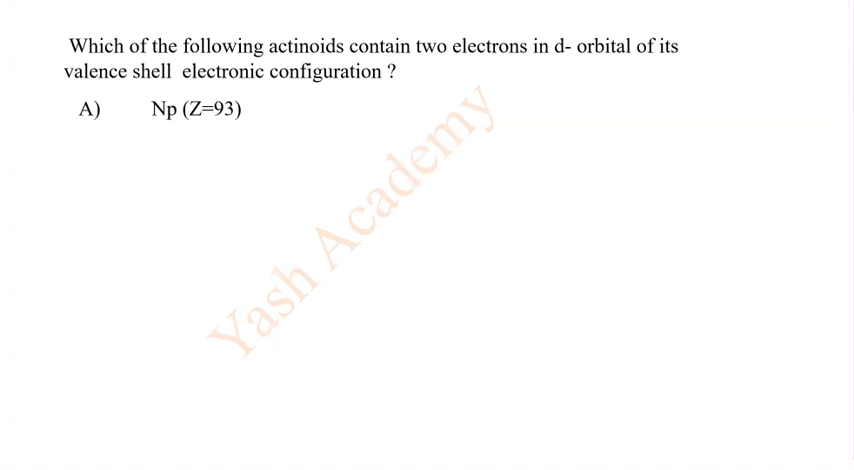 Which of the following actinoids contain two electrons in d- orbital of its
valence shell electronic configuration ?
A) Np (Z=93)
Yash Academy